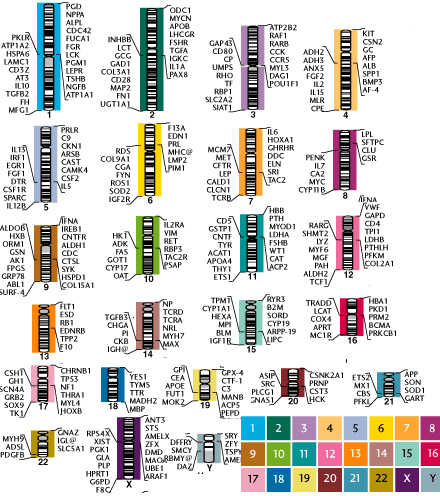 PGD
NPPA
ALPL
CDC42
FUCA1
FGR
LCK
PGM1
LEPR
TSHB
NGFB
ATP1A1
PKLR
ATP1A2
HSPA6
LAMC1
CD3Z
AT3
IL10
TGFB2
FH
MFG1
1
ODC1
MYCN
APOB
LHCGR
FSHR
TGFA
IGKC
IL1A
PAX8
INHBB
LCT
GCG
GAD1
COL3A1
CD28
MAP2
FN1
UGT1A1
2
ATP2B2
RAF1
RARB
CCK
CCR5
MYL3
DAG1
POU1F1
GAP43
CD80
CP
UMPS
RHO
TF
RBP1
SLC2A2
SIAT1
3
KIT
CSN2
GC
AFP
ALB
SPP1
BMP3
AF-4
ADH2
ADH3
ANX5
FGF2
IL2
IL15
MLR
CPE
4
PRLR
C9
CKN1
ARSB
CAST
CAMK4
CSF2
IL5
IL13
IRF1
EGR1
FGF1
DTR
CSF1R
SPARC
IL12B
5
F13A
EDN1
PRL
MHC@
LMP2
PIM1
RDS
COL9A1
CGA
FYN
ROS1
SOD2
IGF2R
6
IL6
HOXA1
GHRHR
DDC
ELN
SRI
TAC2
MCM7
MET
CFTR
LEP
CALD1
CLCN1
TCRB
7
LPL
SFTPC
CLU
GSR
PENK
IL7
CA2
MYC
CYP11B
8
IFNA
IREB1
CNTFR
ALDH1
CDC
CTSL
SYK
HSPD1
COL15A1
ALDOB
HXB
ORM1
GSN
AK1
FPGS
GRP78
ABL1
SURF-4
9
IL2RA
VIM
RET
RBP3
TAC2R
PSAP
HK1
ADK
FAS
GOT1
CYP17
OAT
10
HBB
PTH
MYOD1
LDHA
FSHB
WT1
CAT
ACP2
CD5
GSTP1
CNTF
TYR
ACAT1
APOA4
THY1
ETS1
11
VWF
GAPD
CD4
TPI1
LDHB
PTHLH
PFKM
COL2A1
RARG
SHMT2
LYZ
MYF6
MGF
PAH
ALDH2
TCF1
12
FLT1
ESD
RB1
EDNRB
TPP2
E10
13
NP
TCRD
TCRA
NRL
MYH7
MAX
TGFB3
CHGA
PI
CKB
IGH@
14
RYR3
B2M
SORD
CYP19
ARPP-19
LIPC
TPM1
CYP1A1
HEXA
MPI
BLM
IGF1R
15
HBA1
PKD1
PRM2
BCMA
PRKCB1
TRADD
LCAT
COX4
APRT
MC1R
16
CHRNB1
TP53
NF1
THRA1
MYL4
HOXB
CSH1
GH1
SCN4A
GRB2
SOX9
TK1
17
YES1
TYMS
TTR
MADH2
MBP
18
GPX-4
CTF-1
C3
MANB
ACP5
PEPD
GPI
CEA
APOE
FUT1
MOK2
19
CSNK2A1
PRNP
CST3
HCK
ASIP
SRC
PLCG1
GNAS1
20
APP
SON
SOD1
GART
ETS2
MX1
CBS
PFKL
21
GNAZ
IGL@
SLC5A1
MYH9
ADSL
PDGFB
22
ANT3
STS
AMELX
ZFX
DMD
MAOA
UBE1
ARAF1
RPS4X
XIST
PGK1
GLA
PLP
HPRT1
G6PD
F8C
X
SRY
ZFY
TSPY
AMEL
DFFRY
SMCY
RBMY@
DAZ
Y
1 2 3 4 5 6 7 8
9 10 11 12 13 14 15 16
17 18 19 20 21 22 X Y